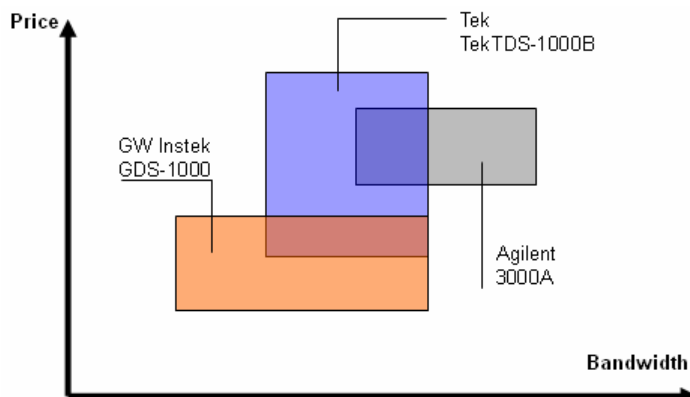 Price
Tek
TekTDS-1000B
GW Instek
GDS-1000
Agilent
3000A
Bandwidth